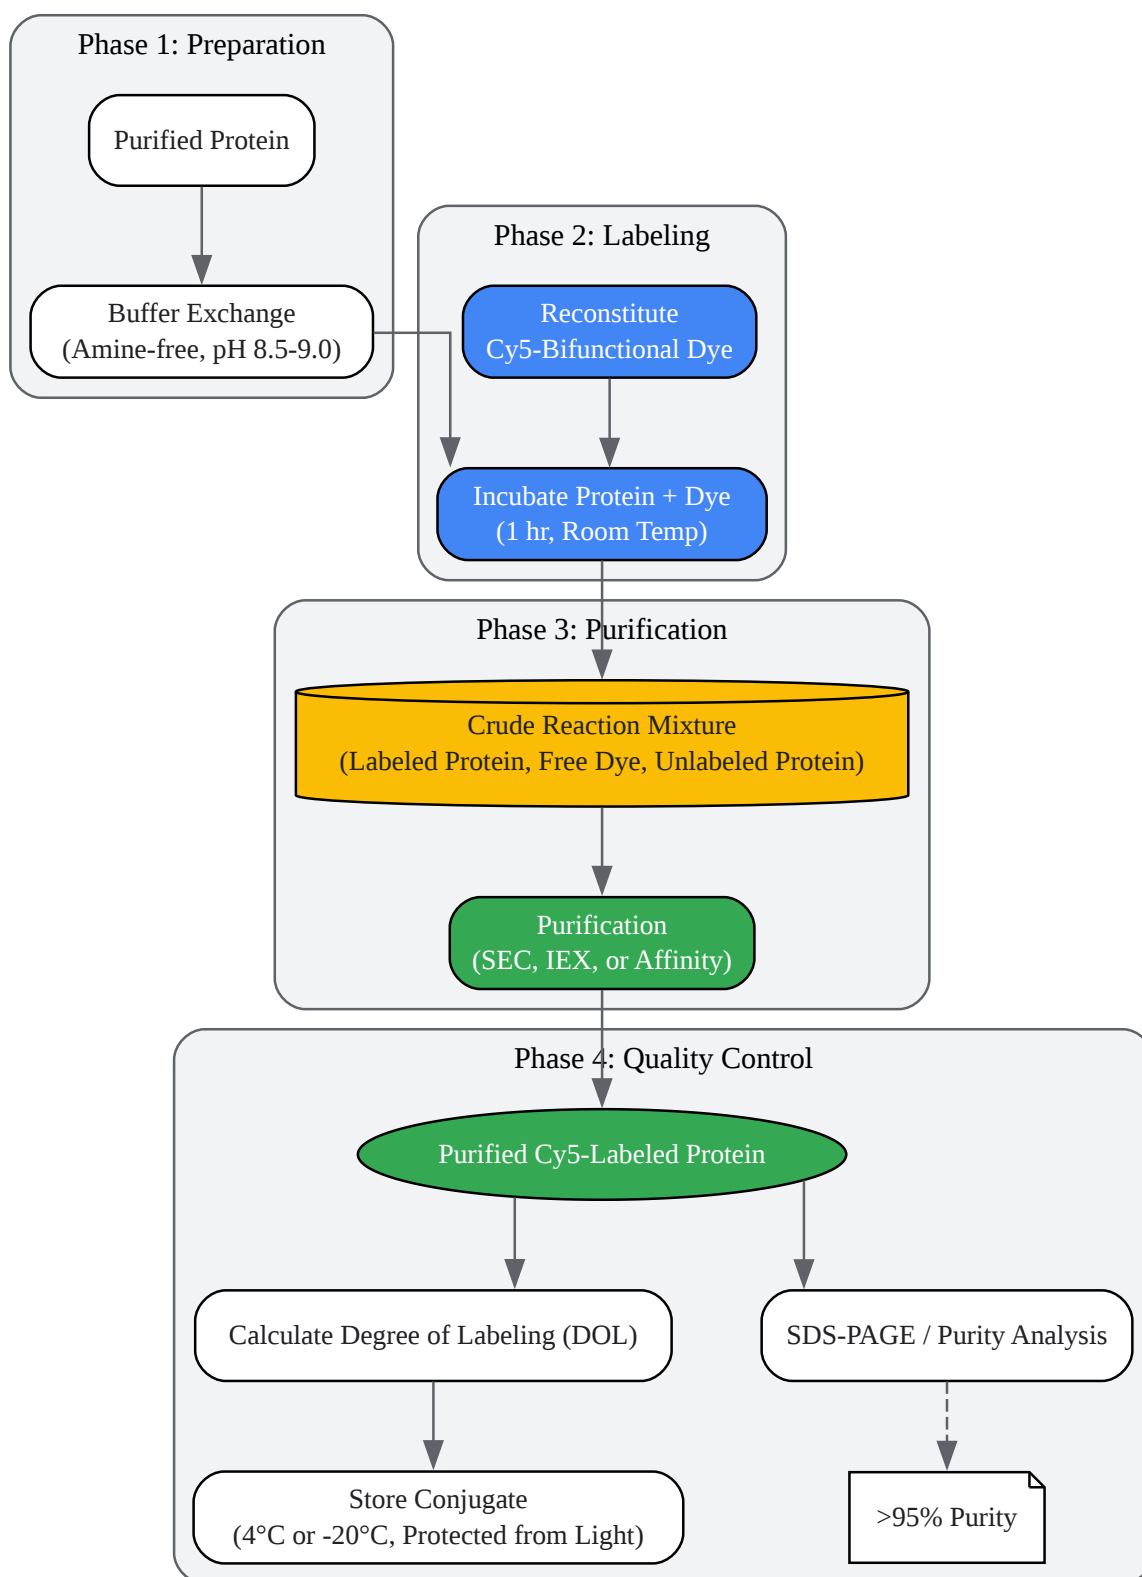 Phase 1: Preparation
Purified Protein
Buffer Exchange
(Amine-free, pH 8.5-9.0)
Phase 2: Labeling
Reconstitute
Cy5-Bifunctional Dye
Incubate Protein + Dye
(1 hr, Room Temp)
Phase 3: Purification
Crude Reaction Mixture
(Labeled Protein, Free Dye, Unlabeled Protein)
Purification
(SEC, IEX, or Affinity)
Phase 4: Quality Control
Purified Cy5-Labeled Protein
Calculate Degree of Labeling (DOL)
SDS-PAGE / Purity Analysis
Store Conjugate
(4°C or -20°C, Protected from Light)
>95% Purity